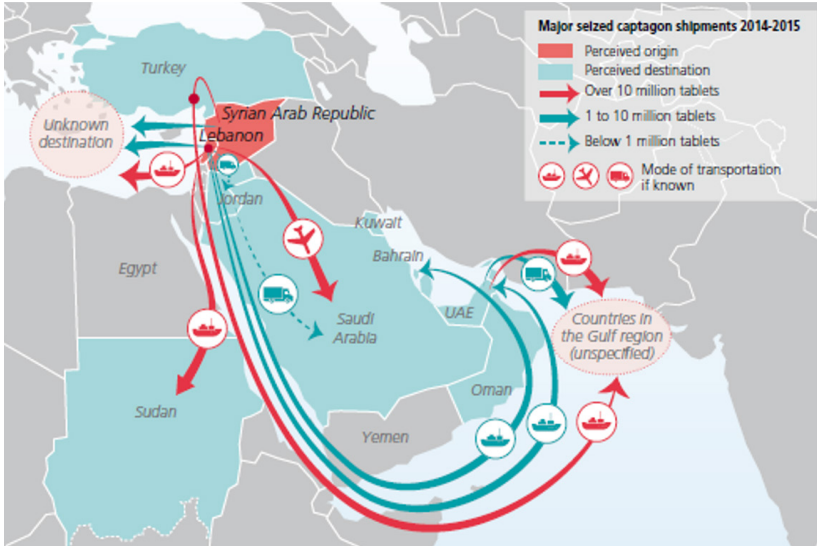 Major seized captagon shipments 2014-2015
Perceived origin
Perceived destination
Over 10 million tablets
1 to 10 million tablets
Below 1 million tablets
Mode of transportation
if known
Turkey
Syrian Arab Republic
Unknown
destination
Lebanon
Jordan
Kuwait
Bahrain
Egypt
UAE
Saudi
Arabia
Countries in
the Gulf region
(unspecified)
Oman
Sudan
Yemen